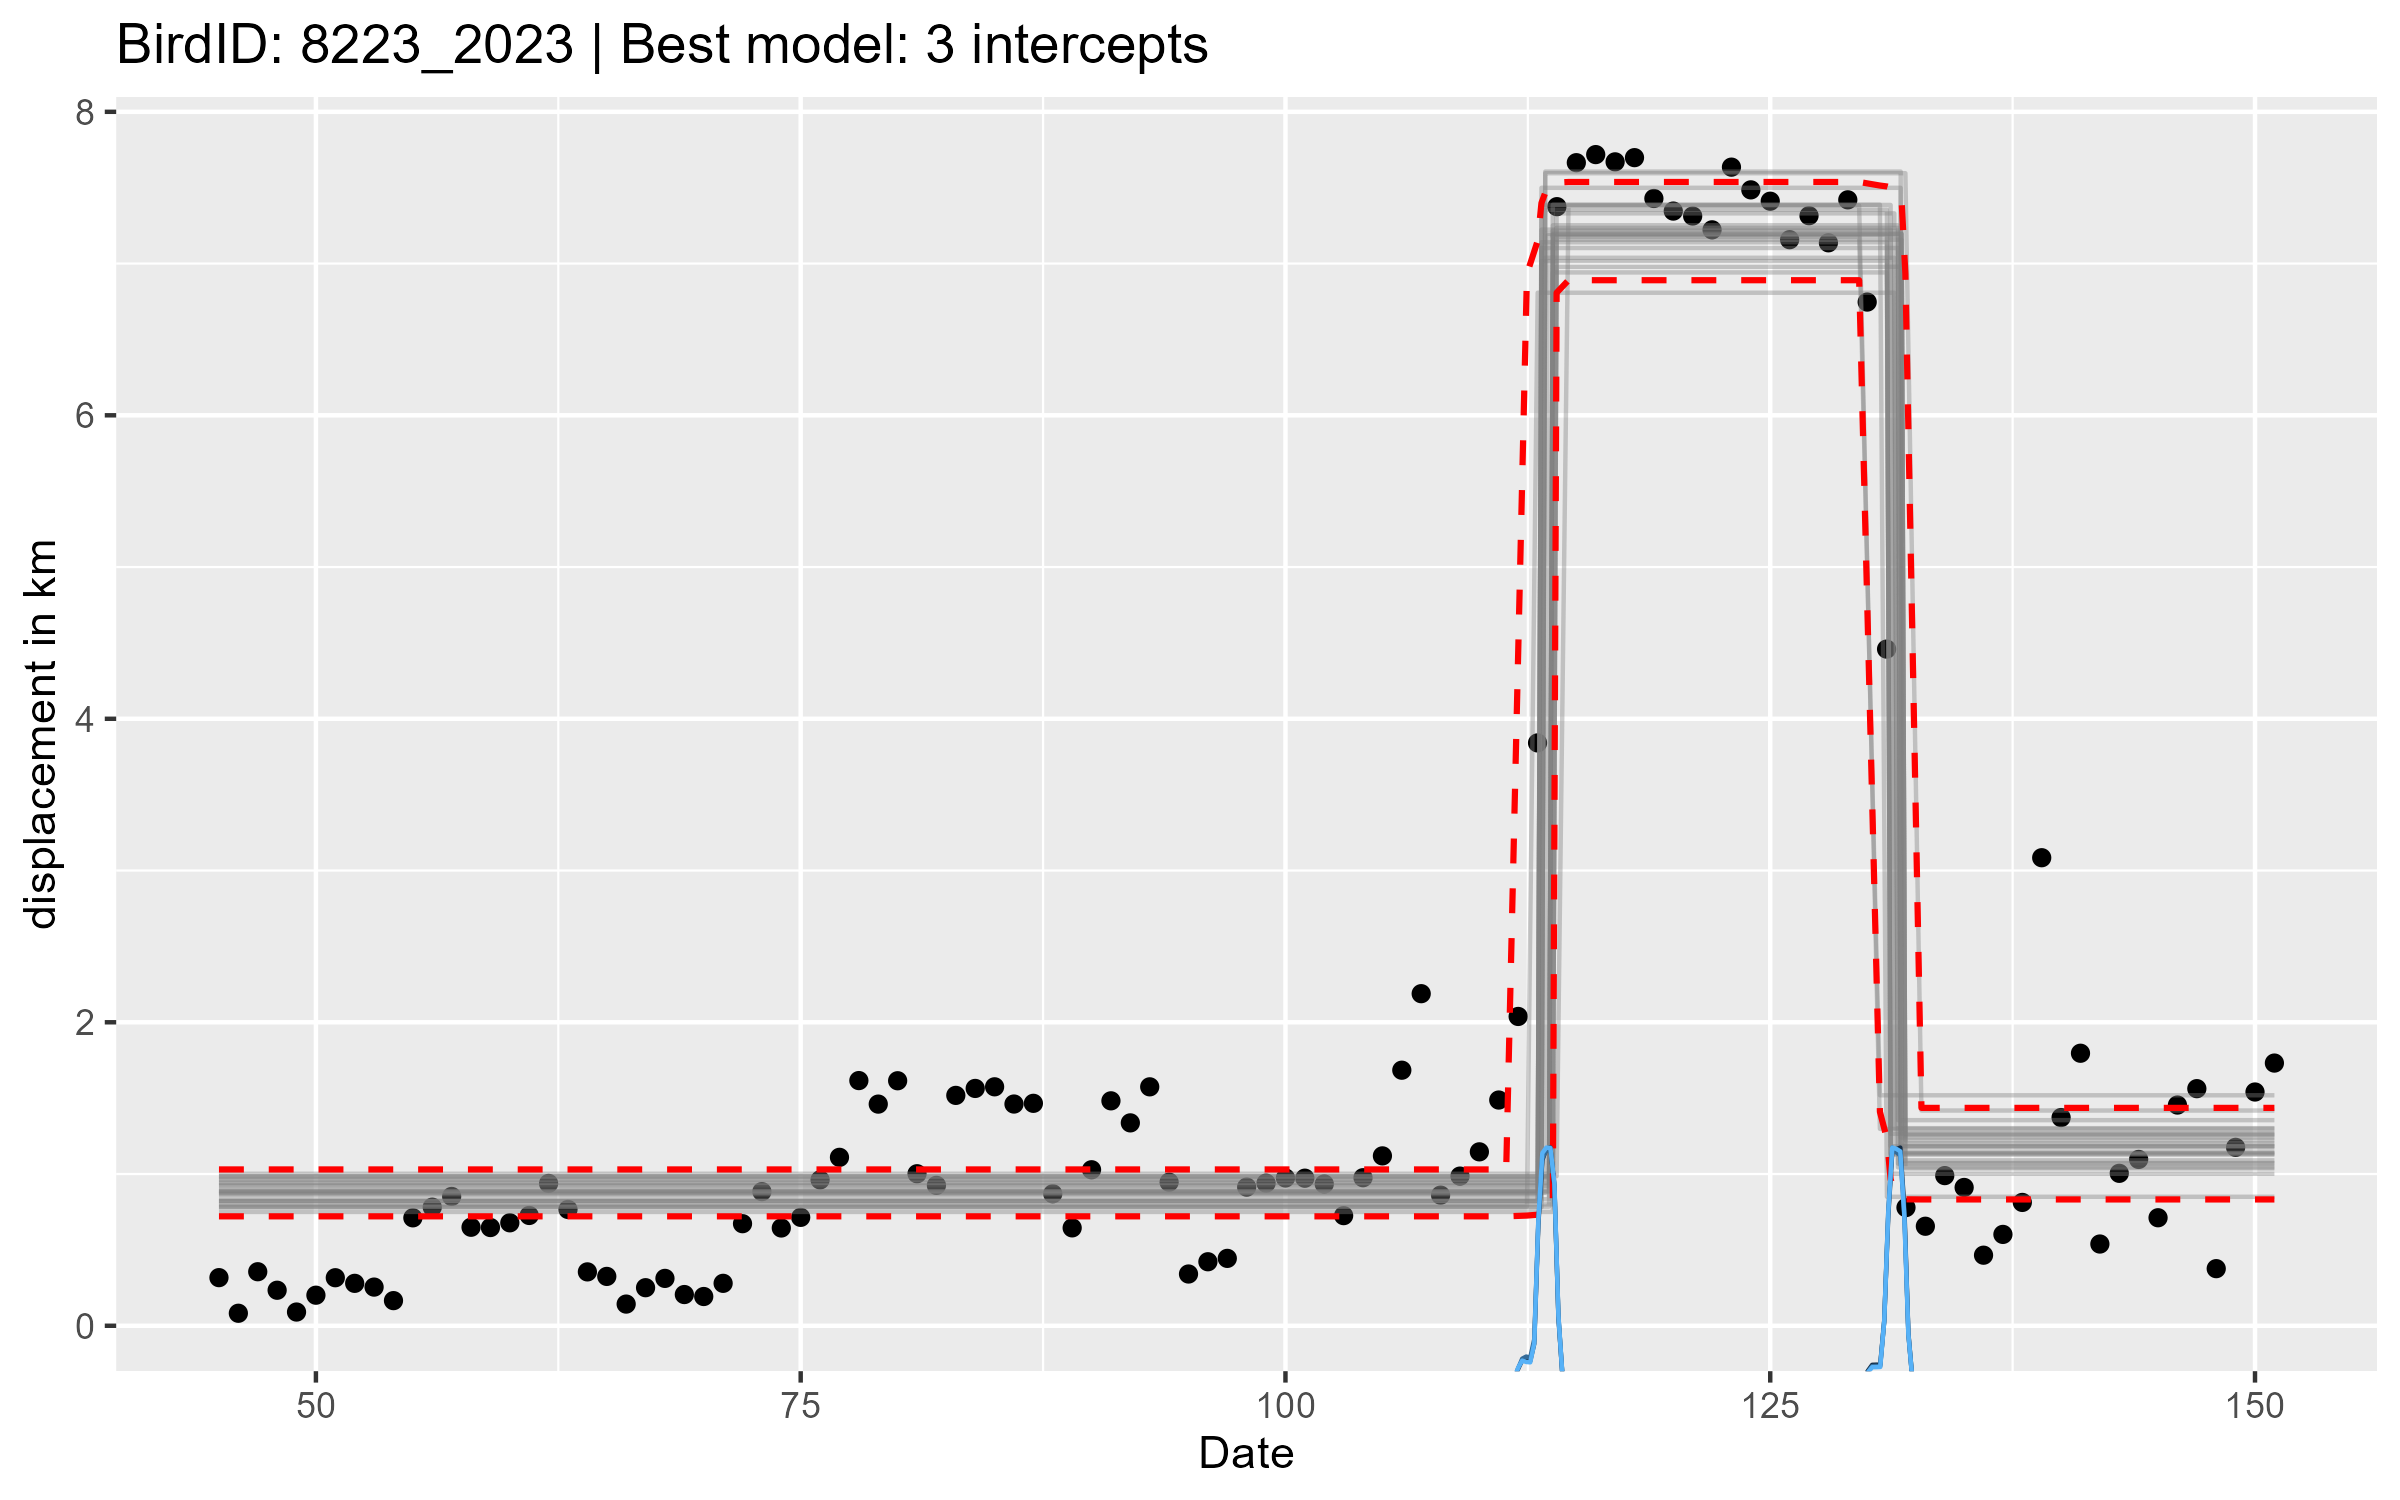 BirdID: 8223_2023 | Best model: 3 intercepts
8
6
4
2
0
displacement in km
50 75 100 125 150
Date